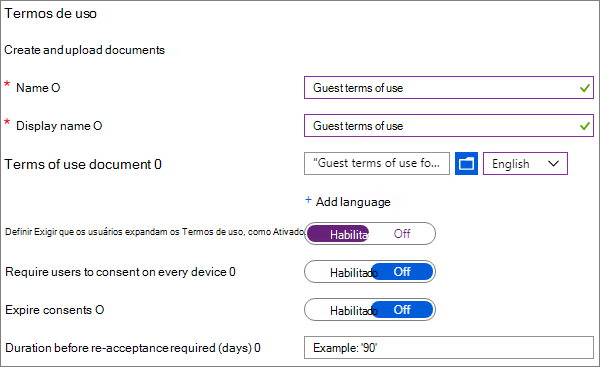 Termos de uso
Create and upload documents
* Name O Guest terms of use
* Display name O Guest terms of use
Terms of use document 0 "Guest terms of use fo... English
+ Add language
Definir Exigir que os usuários expandam os Termos de uso, como Ativado. Habilita Off
Require users to consent on every device 0 Habilitado Off
Expire consents O Habilitado Off
Duration before re-acceptance required (days) 0 Example: '90'